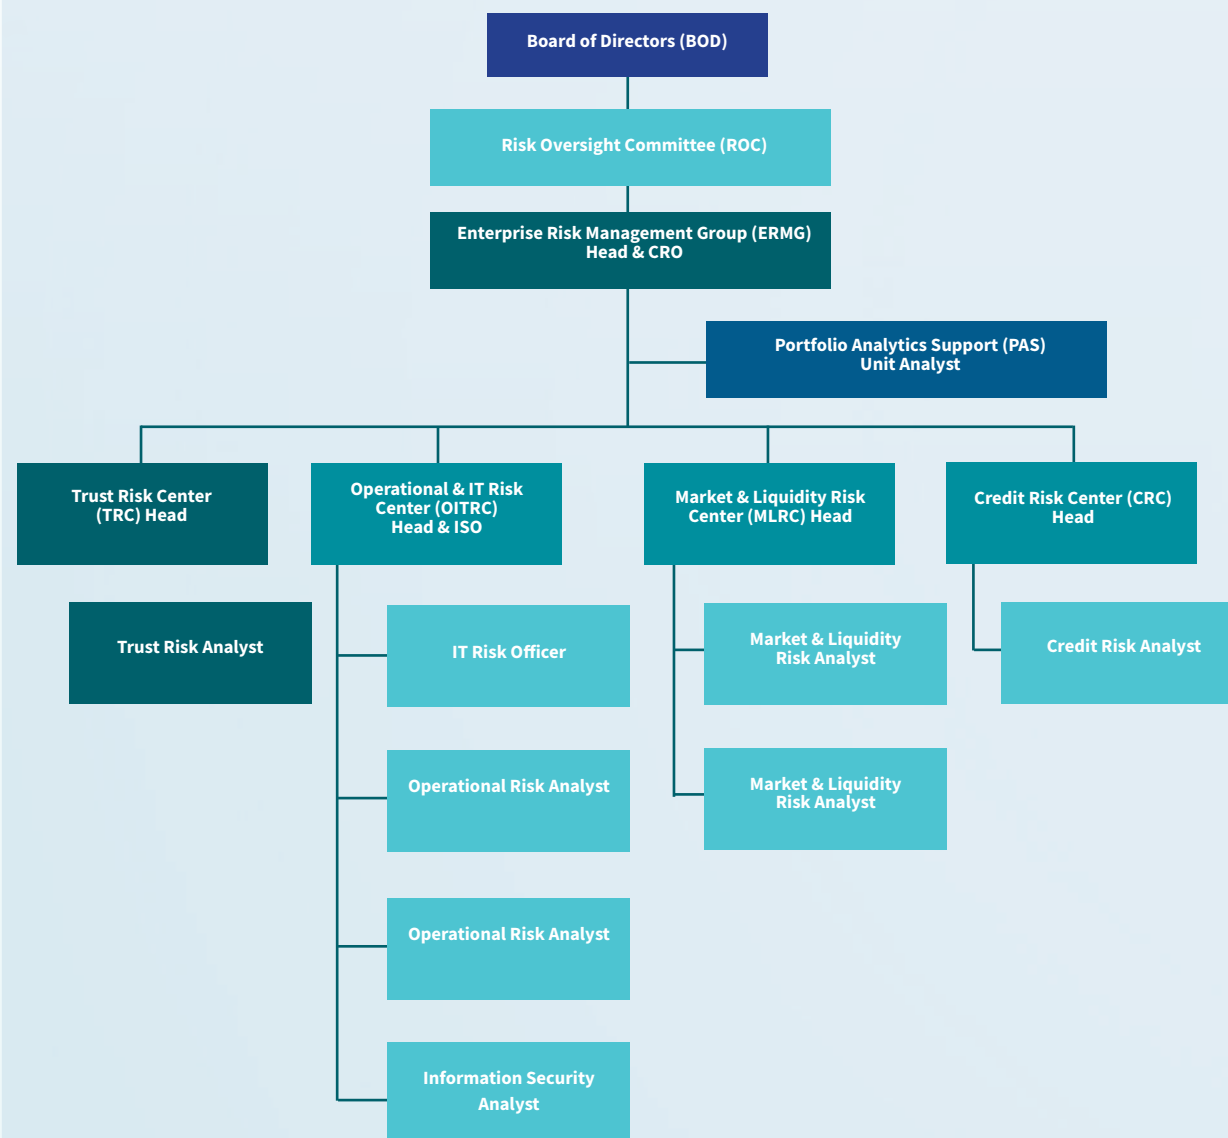 Board of Directors (BOD)
Risk Oversight Committee (ROC)
Enterprise Risk Management Group (ERMG)
Head & CRO
Portfolio Analytics Support (PAS)
Unit Analyst
Trust Risk Center
(TRC) Head
Operational & IT Risk
Center (OITRC)
Head & ISO
Market & Liquidity Risk
Center (MLRC) Head
Credit Risk Center (CRC)
Head
Trust Risk Analyst
IT Risk Officer
Market & Liquidity
Risk Analyst
Credit Risk Analyst
Operational Risk Analyst
Market & Liquidity
Risk Analyst
Operational Risk Analyst
Information Security
Analyst